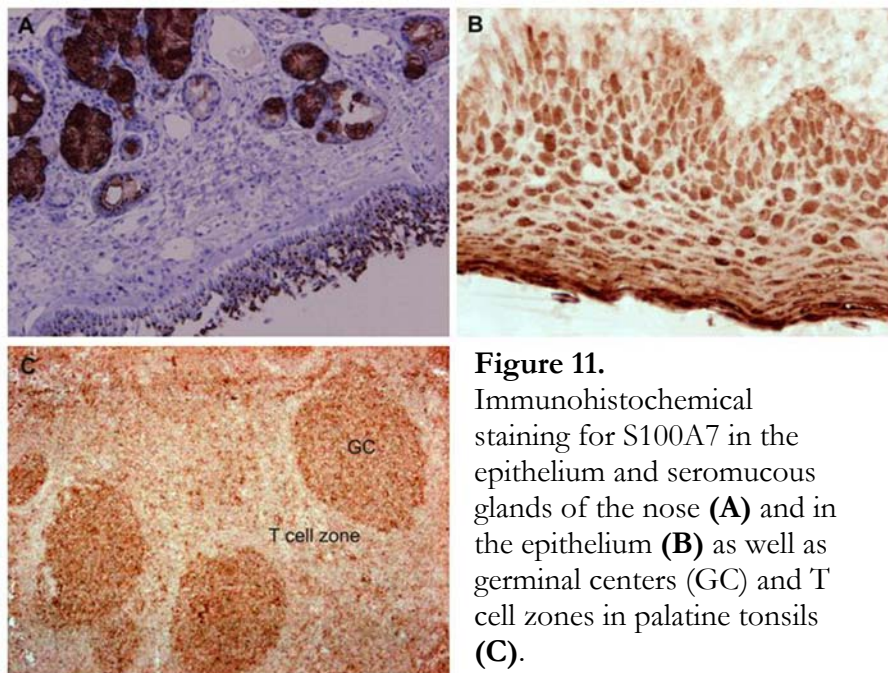 A
B
C
GC
T cell zone
Figure 11.
Immunohistochemical
staining for S100A7 in the
epithelium and seromucous
glands of the nose (A) and in
the epithelium (B) as well as
germinal centers (GC) and T
cell zones in palatine tonsils
(C).